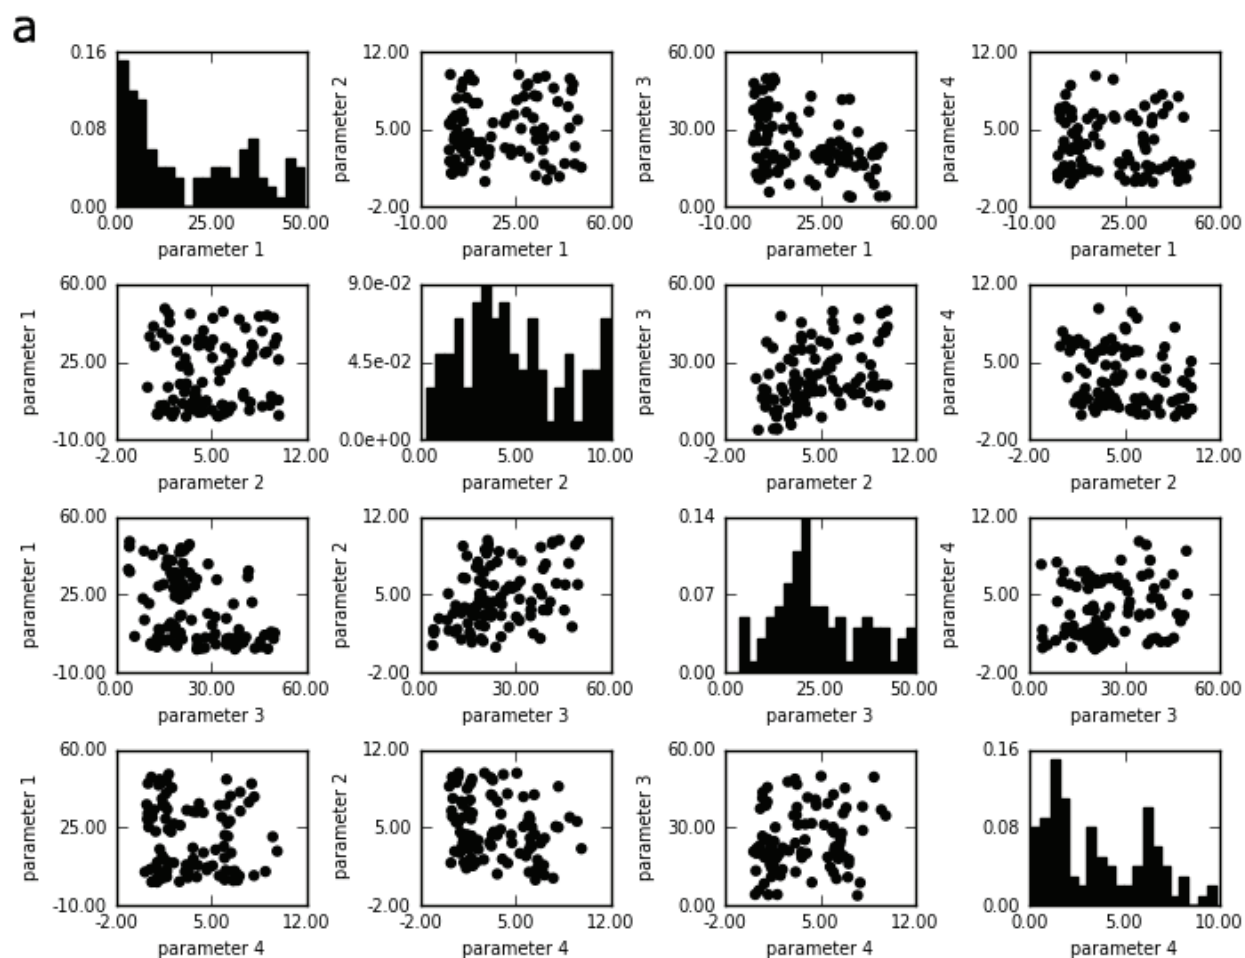 a
0.16 12.00 60.00 12.00
parameter 2 parameter 3 parameter 4
0.08 5.00 30.00 5.00
0.00 -2.00 0.00 -2.00
0.00 25.00 50.00 -10.00 25.00 60.00 -10.00 25.00 60.00 -10.00 25.00 60.00
parameter 1 parameter 1 parameter 1 parameter 1
60.00 9.0e-02 60.00 12.00
parameter 1 parameter 3 parameter 4
25.00 4.5e-02 30.00 5.00
-10.00 0.0e+00 0.00 -2.00
-2.00 5.00 12.00 0.00 5.00 10.00 -2.00 5.00 12.00 -2.00 5.00 12.00
parameter 2 parameter 2 parameter 2 parameter 2
60.00 12.00 0.14 12.00
parameter 1 parameter 2 parameter 4
25.00 5.00 0.07 5.00
-10.00 -2.00 0.00 -2.00
0.00 30.00 60.00 0.00 30.00 60.00 0.00 25.00 50.00 0.00 30.00 60.00
parameter 3 parameter 3 parameter 3 parameter 3
60.00 12.00 60.00 0.16
parameter 1 parameter 2 parameter 3
25.00 5.00 30.00 0.08
-10.00 -2.00 0.00 0.00
-2.00 5.00 12.00 -2.00 5.00 12.00 -2.00 5.00 12.00 0.00 5.00 10.00
parameter 4 parameter 4 parameter 4 parameter 4